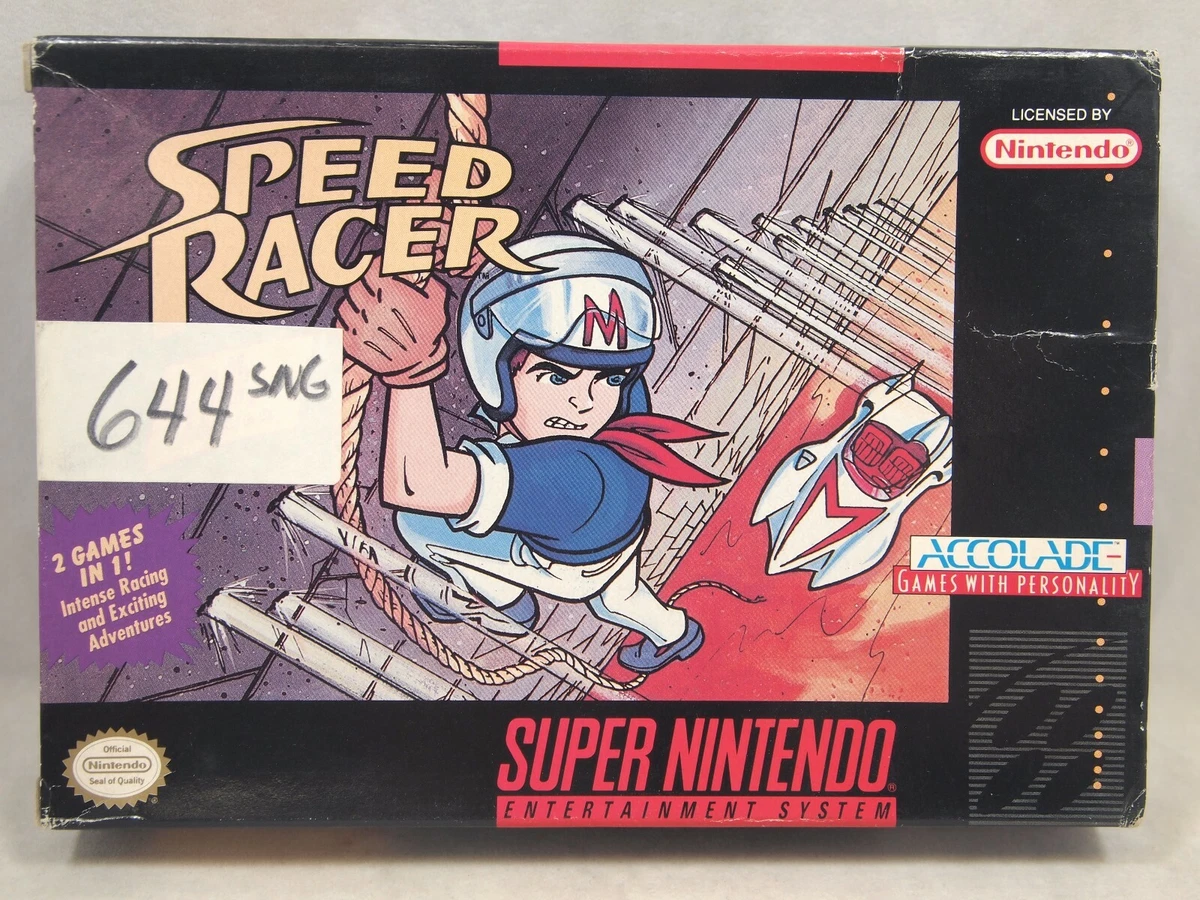 SPEED
RACER
TM
LICENSED BY
Nintendo®
M
644 SNG
2 GAMES
IN 1!
Intense Racing
and Exciting
Adventures
M
ACCOLADE
GAMES WITH PERSONALITY
Official
Nintendo
Seal of Quality
®
SUPER NINTENDO®
ENTERTAINMENT SYSTEM